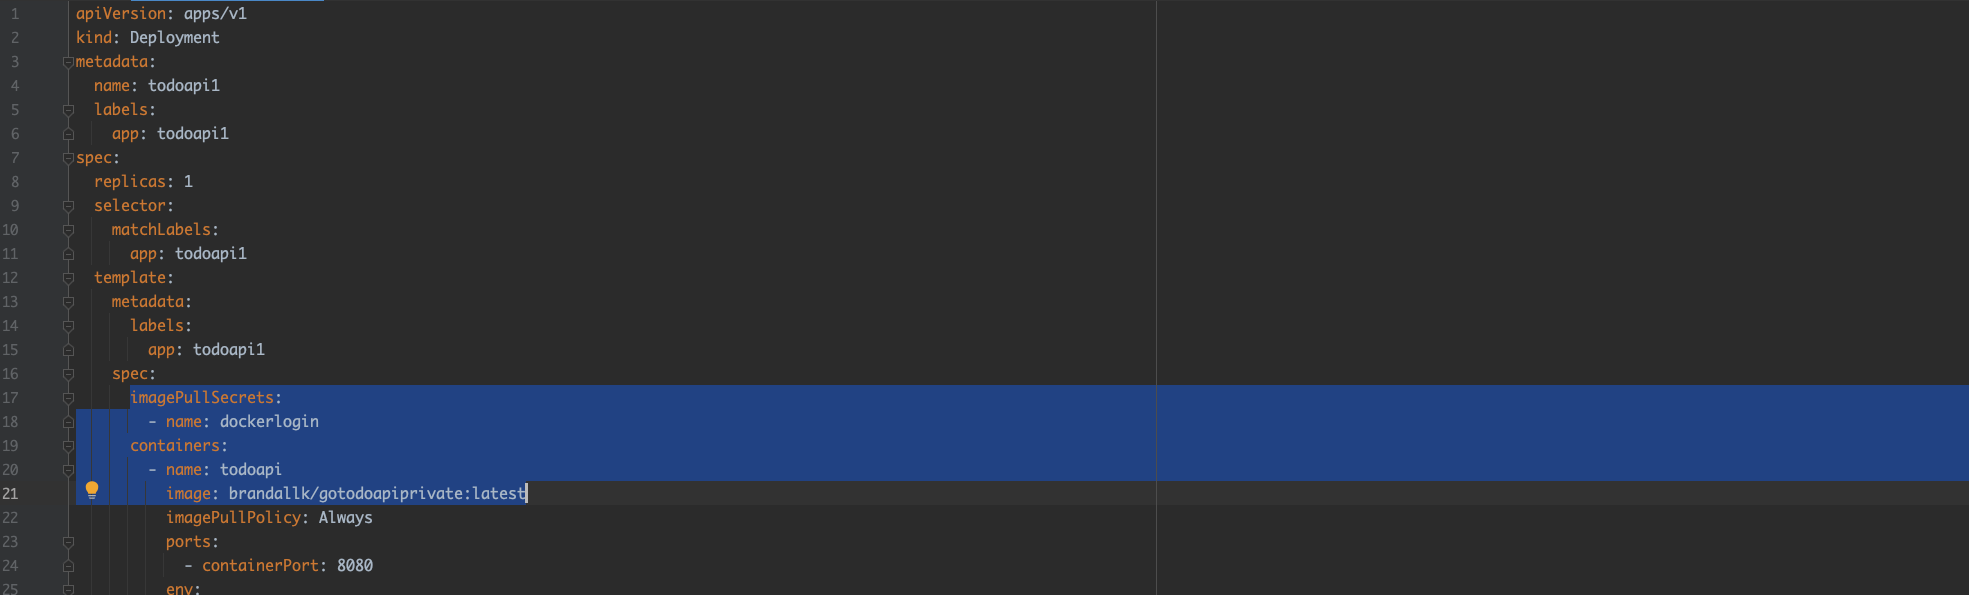 1 apiVersion: apps/v1
2 kind: Deployment
3 metadata:
4   name: todoapi1
5   labels:
6     app: todoapi1
7 spec:
8   replicas: 1
9   selector:
10     matchLabels:
11       app: todoapi1
12   template:
13     metadata:
14       labels:
15         app: todoapi1
16     spec:
17       imagePullSecrets:
18         - name: dockerlogin
19       containers:
20         - name: todoapi
21           image: brandallk/gotodoapiprivate:latest
22           imagePullPolicy: Always
23           ports:
24             - containerPort: 8080
25           env: